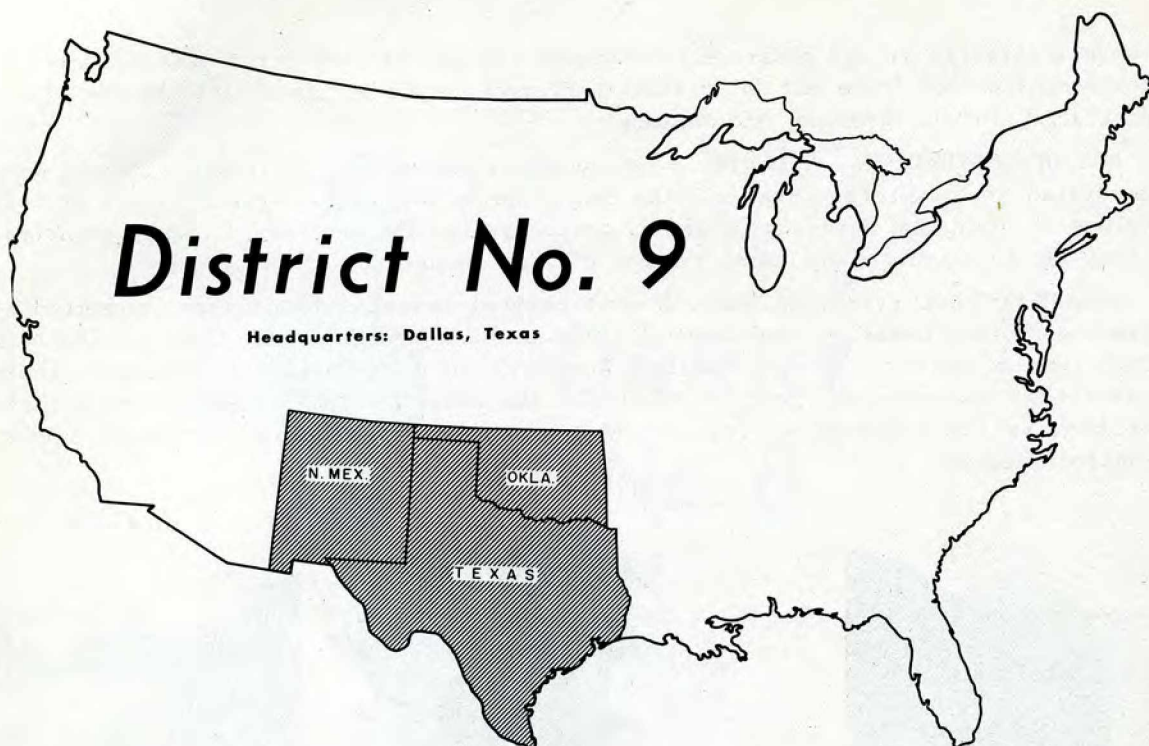 District No. 9
Headquarters: Dallas, Texas
N. MEX.
OKLA.
TEXAS